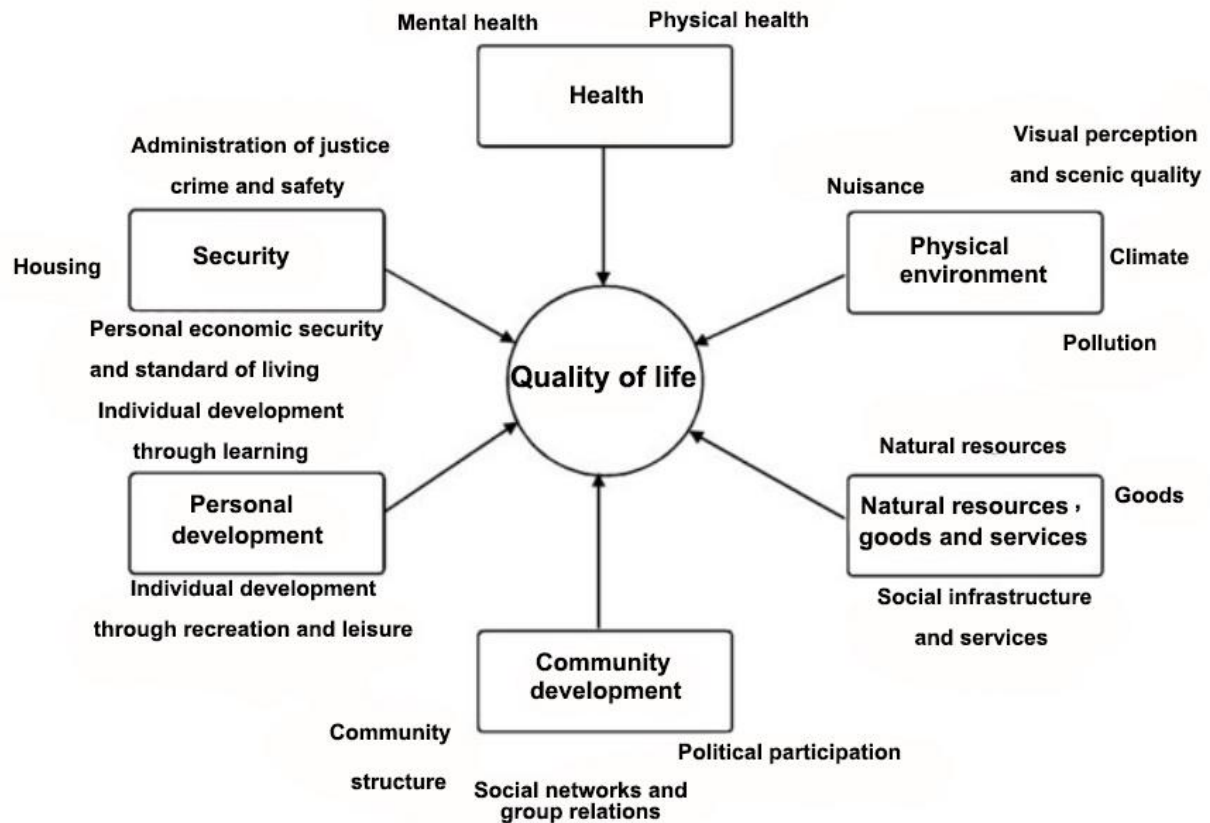 Mental health
Physical health
Health
Administration of justice
crime and safety
Security
Housing
Personal economic security
and standard of living
Visual perception
and scenic quality
Nuisance
Physical
environment
Climate
Pollution
Quality of life
Individual development
through learning
Personal
development
Individual development
through recreation and leisure
Natural resources
Natural resources,
goods and services
Goods
Social infrastructure
and services
Community
development
Community
structure
Social networks and
group relations
Political participation